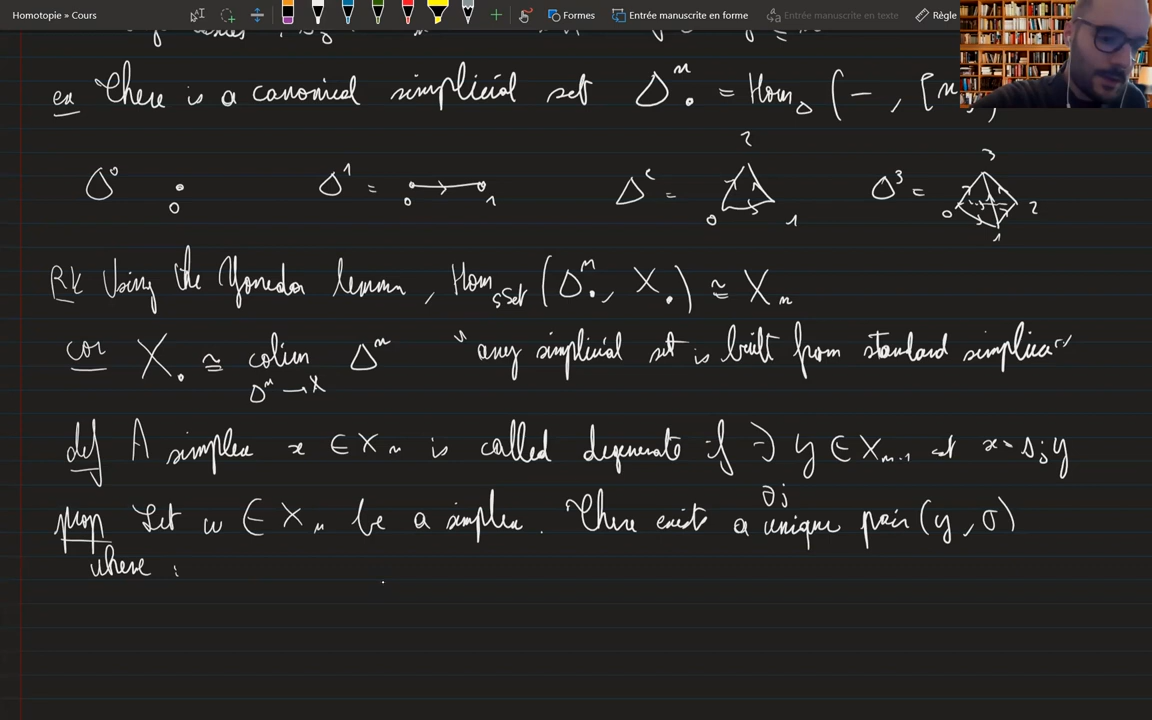 Homotopie » Cours
Formes
Entrée manuscrite en forme
Entrée manuscrite en texte
Règle
ex There is a canonical simplicial set Δ^n_• = Hom_Δ ( – , [n]
Δ^0 0
Δ^1 = 0 1
Δ^2 = 0 1 2
Δ^3 = 0 1 2 3
Rk Using the Yoneda lemma, Hom_sSet ( Δ^n_•, X_• ) ≅ X_n
cor X_• ≅ colim Δ^n "any simplicial set is built from standard simplices"
Δ^n → X
def A simplex x ∈ X_n is called degenerate if ∃ y ∈ X_{n-1} st x = s_j y
∃ j
prop Let w ∈ X_n be a simplex. There exist a unique pair (y, σ)
where :